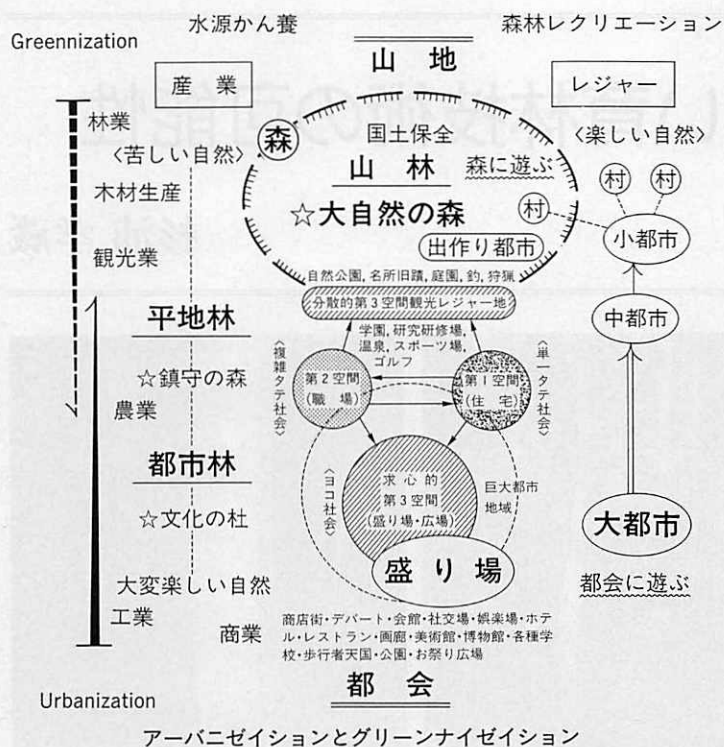 水源かん養
森林レクリエーション
Greennization
山地
産業
レジャー
林業
〈苦しい自然〉
木材生産
観光業
平地林
☆鎮守の森
農業
都市林
☆文化の杜
大変楽しい自然
工業
商業
森
国土保全
山林
森に遊ぶ
☆大自然の森
村
出作り都市
自然公園,名所旧蹟,庭園,釣,狩猟
分散的第3空間観光レジャー地
学園,研究研修場,
温泉,スポーツ場,
ゴルフ
〈複雑タテ社会〉
第2空間
(職場)
第1空間
(住宅)
〈単一タテ社会〉
〈ヨコ社会〉
求心的
第3空間
(盛り場・広場)
巨大都市
地域
盛り場
商店街・デパート・会館・社交場・娯楽場・ホテ
ル・レストラン・画廊・美術館・博物館・各種学
校・歩行者天国・公園・お祭り広場
〈楽しい自然〉
村
村
小都市
中都市
大都市
都会に遊ぶ
都会
Urbanization
アーバニゼイションとグリーンナイゼイション